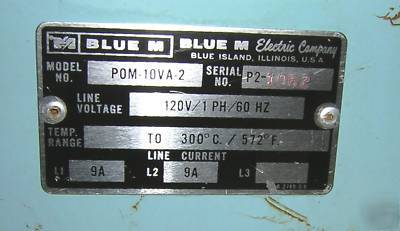 BLUE M BLUE M Electric Company
BLUE ISLAND, ILLINOIS, U.S.A
MODEL NO. POM-10VA-2 SERIAL NO. P2-
LINE VOLTAGE 120V/1 PH/60 HZ
TEMP. RANGE TO 300°C. / 572°F.
LINE CURRENT
L1 9A L2 9A L3